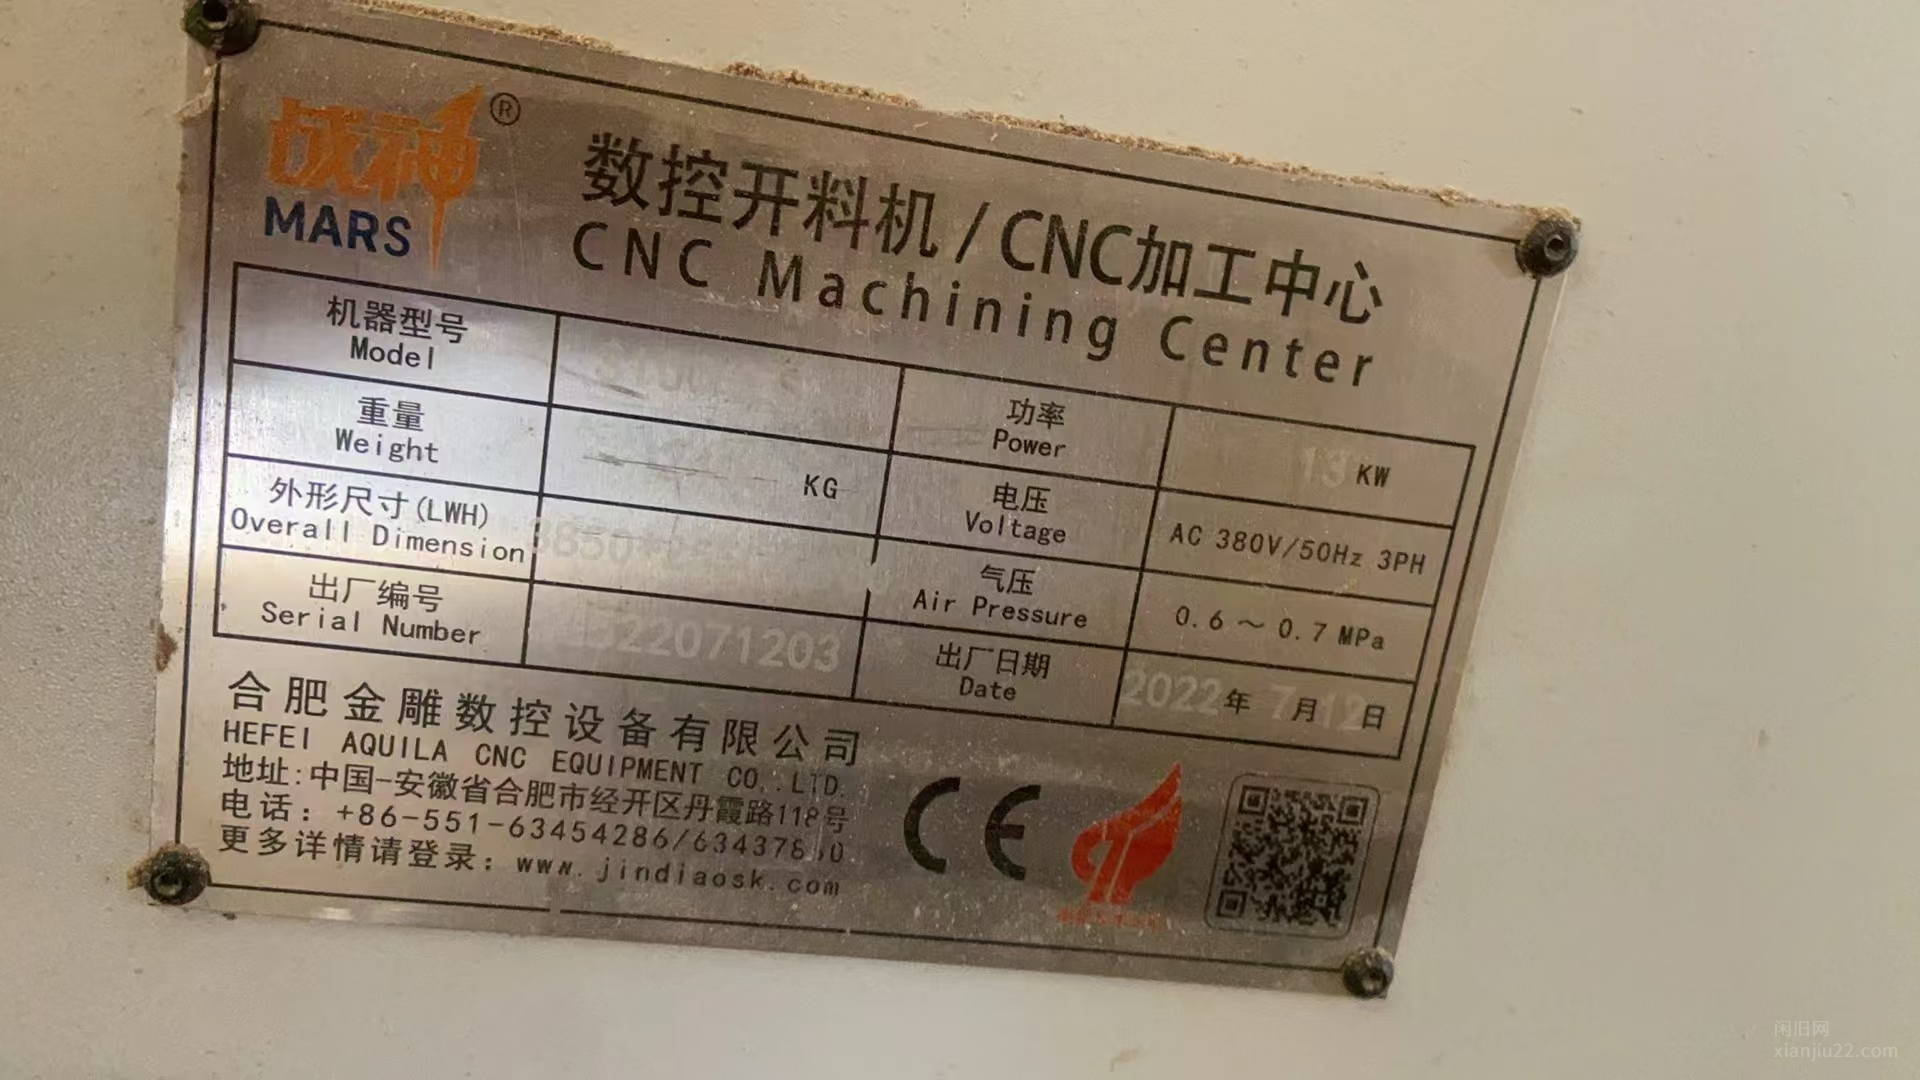 战神®
MARS
数控开料机/CNC加工中心
CNC Machining Center
机器型号
Model
功率
Power
13 KW
重量
Weight
KG
电压
Voltage
AC 380V/50Hz 3PH
外形尺寸(LWH)
Overall Dimension
气压
Air Pressure
0.6～0.7 MPa
出厂编号
Serial Number
22071203
出厂日期
Date
2022年 7月12日
合肥金雕数控设备有限公司
HEFEI AQUILA CNC EQUIPMENT CO.,LTD.
地址:中国-安徽省合肥市经开区丹霞路118号
电话: +86-551-63454286/
更多详情请登录: www.jindiaosk.com
CE
闲旧网
xianjiu22.com